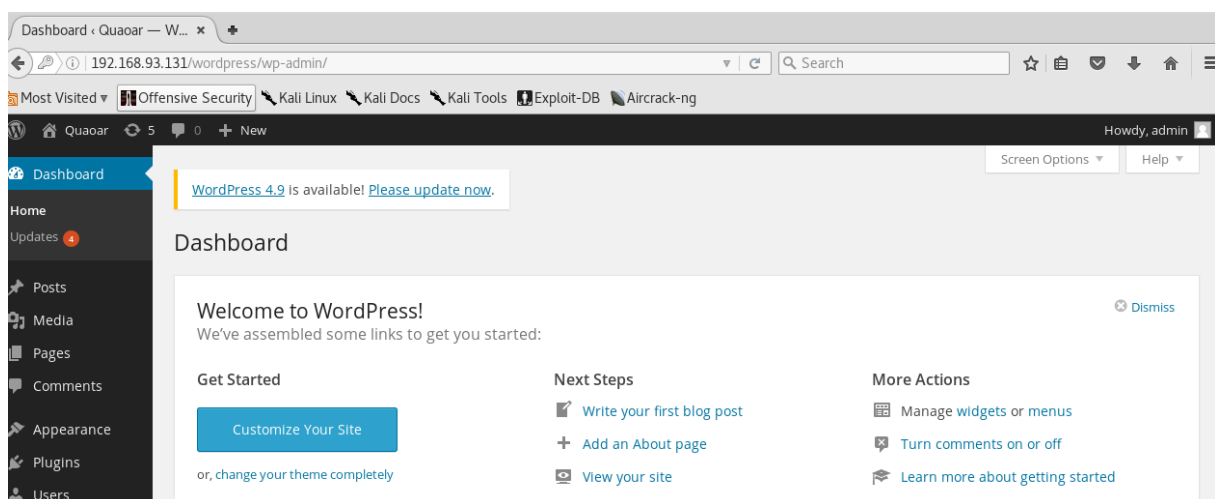 Dashboard ‹ Quaoar — W...
192.168.93.131/wordpress/wp-admin/
Search
Most Visited Offensive Security Kali Linux Kali Docs Kali Tools Exploit-DB Aircrack-ng
Quaoar 5 0 New Howdy, admin
Dashboard
Screen Options Help
WordPress 4.9 is available! Please update now.
Home
Updates 4
Dashboard
Posts
Media
Pages
Comments
Appearance
Plugins
Users
Welcome to WordPress!
Dismiss
We've assembled some links to get you started:
Get Started
Customize Your Site
or, change your theme completely
Next Steps
Write your first blog post
Add an About page
View your site
More Actions
Manage widgets or menus
Turn comments on or off
Learn more about getting started